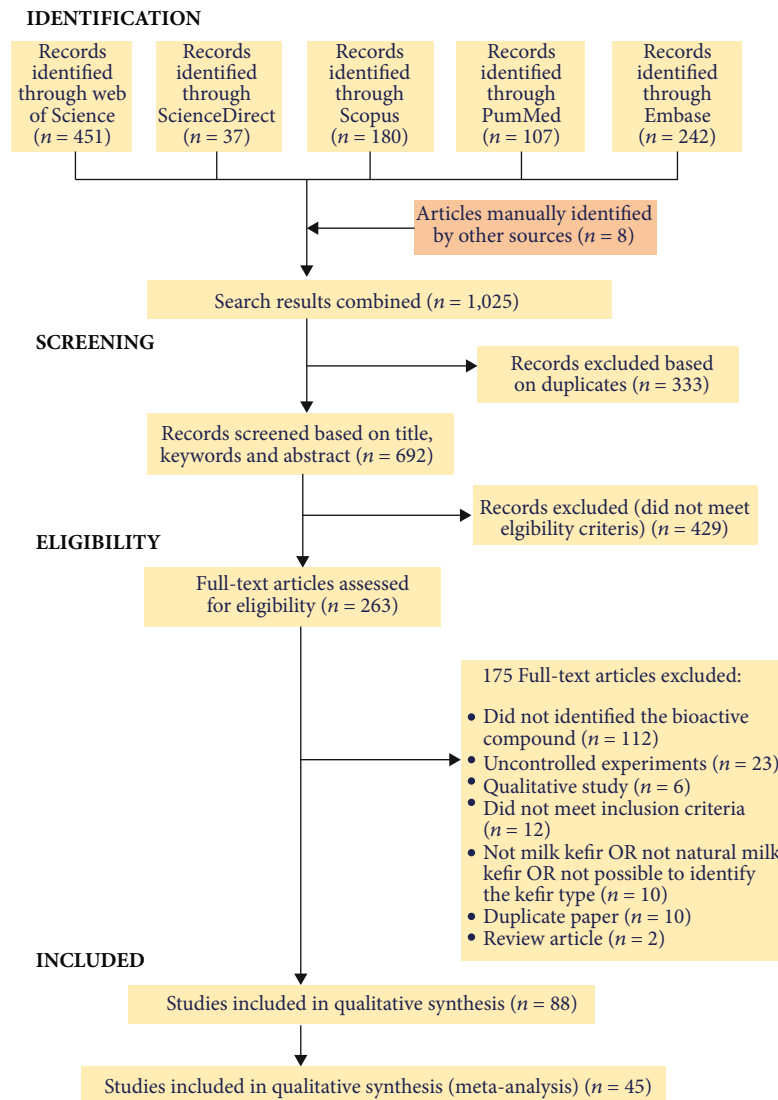 IDENTIFICATION
Records
identified
through web
of Science
(n = 451)
Records
identified
through
ScienceDirect
(n = 37)
Records
identified
through
Scopus
(n = 180)
Records
identified
through
PumMed
(n = 107)
Records
identified
through
Embase
(n = 242)
Articles manually identified
by other sources (n = 8)
Search results combined (n = 1,025)
SCREENING
Records excluded based
on duplicates (n = 333)
Records screened based on title,
keywords and abstract (n = 692)
Records excluded (did not meet
elgibility criteris) (n = 429)
ELIGIBILITY
Full-text articles assessed
for eligibility (n = 263)
175 Full-text articles excluded:
• Did not identified the bioactive
compound (n = 112)
• Uncontrolled experiments (n = 23)
• Qualitative study (n = 6)
• Did not meet inclusion criteria
(n = 12)
• Not milk kefir OR not natural milk
kefir OR not possible to identify
the kefir type (n = 10)
• Duplicate paper (n = 10)
• Review article (n = 2)
INCLUDED
Studies included in qualitative synthesis (n = 88)
Studies included in qualitative synthesis (meta-analysis) (n = 45)